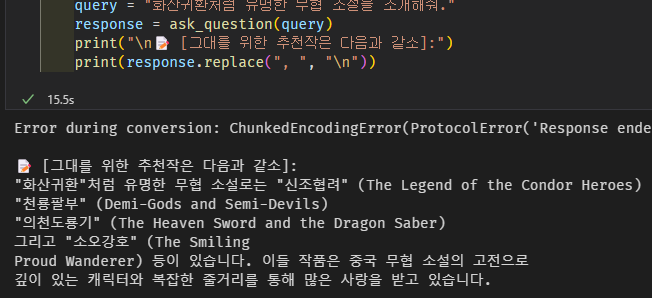 query = "화산귀환처럼 유명한 무협 소설을 소개해줘."
response = ask_question(query)
print("\n📝 [그대를 위한 추천작은 다음과 같소]:")
print(response.replace(", ", "\n"))
✓ 15.5s
Error during conversion: ChunkedEncodingError(ProtocolError('Response ende
📝 [그대를 위한 추천작은 다음과 같소]:
"화산귀환"처럼 유명한 무협 소설로는 "신조협려" (The Legend of the Condor Heroes)
"천룡팔부" (Demi-Gods and Semi-Devils)
"의천도룡기" (The Heaven Sword and the Dragon Saber)
그리고 "소오강호" (The Smiling
Proud Wanderer) 등이 있습니다. 이들 작품은 중국 무협 소설의 고전으로
깊이 있는 캐릭터와 복잡한 줄거리를 통해 많은 사랑을 받고 있습니다.